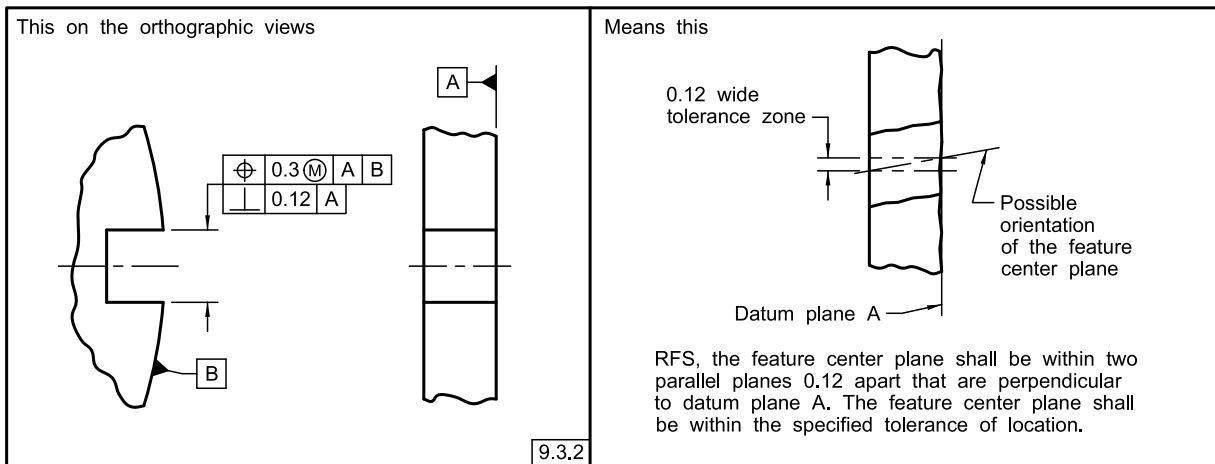 This on the orthographic views
A
⌖ 0.3 Ⓜ A B
⟂ 0.12 A
B
9.3.2
Means this
0.12 wide
tolerance zone
Possible
orientation
of the feature
center plane
Datum plane A
RFS, the feature center plane shall be within two
parallel planes 0.12 apart that are perpendicular
to datum plane A. The feature center plane shall
be within the specified tolerance of location.